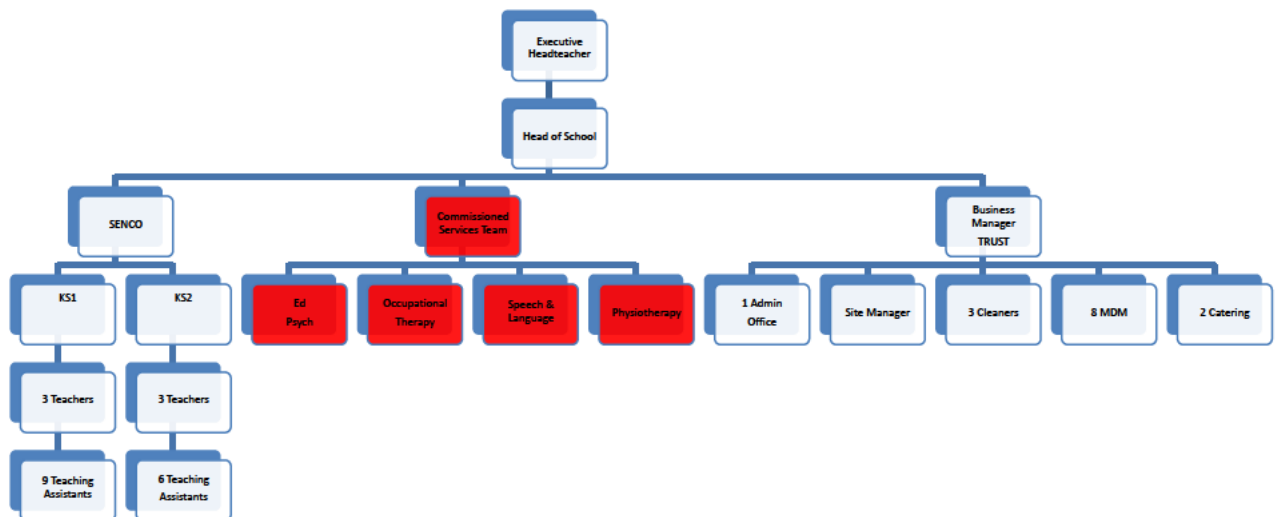 Executive
Headteacher
Head of School
SENCO
Commissioned
Services Team
Business
Manager
TRUST
KS1
KS2
Ed
Psych
Occupational
Therapy
Speech &
Language
Physiotherapy
1 Admin
Office
Site Manager
3 Cleaners
8 MDM
2 Catering
3 Teachers
3 Teachers
9 Teaching
Assistants
6 Teaching
Assistants